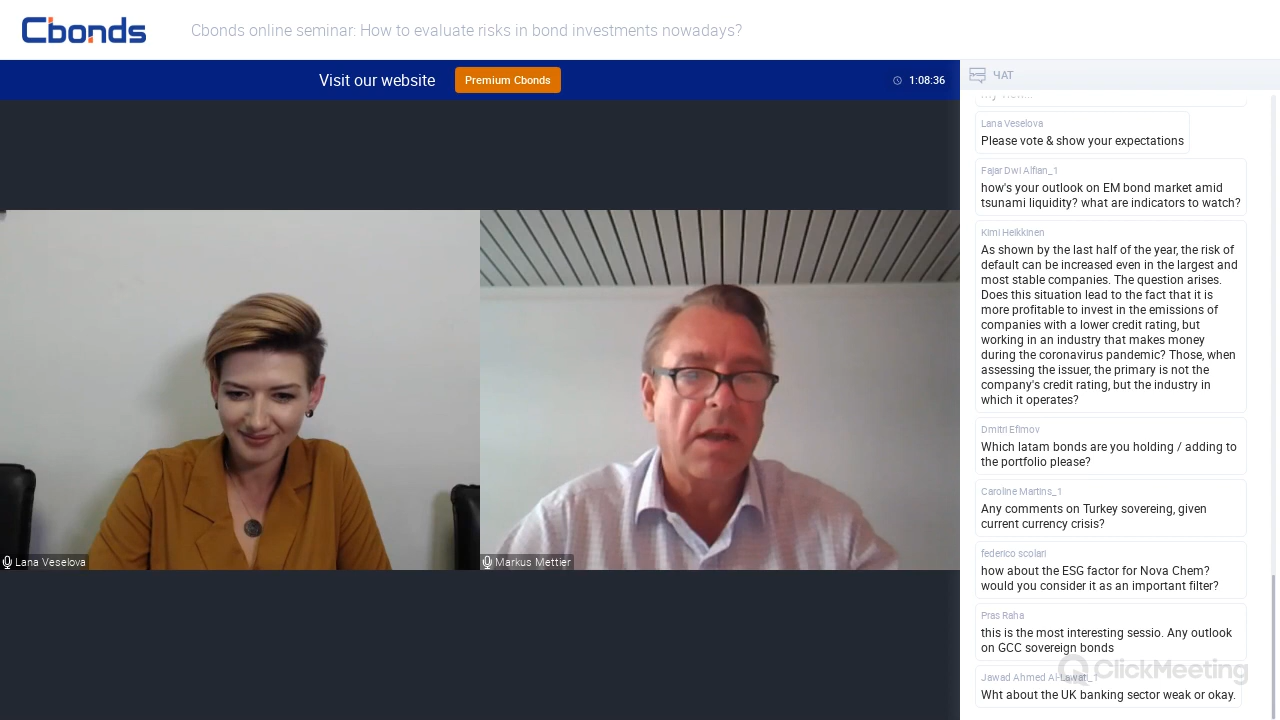 Cbonds
Cbonds online seminar: How to evaluate risks in bond investments nowadays?
Visit our website
Premium Cbonds
1:08:36
ЧАТ
my view...
Lana Veselova
Please vote & show your expectations
Fajar Dwi Alfian_1
how's your outlook on EM bond market amid
tsunami liquidity? what are indicators to watch?
Kimi Heikkinen
As shown by the last half of the year, the risk of
default can be increased even in the largest and
most stable companies. The question arises.
Does this situation lead to the fact that it is
more profitable to invest in the emissions of
companies with a lower credit rating, but
working in an industry that makes money
during the coronavirus pandemic? Those, when
assessing the issuer, the primary is not the
company's credit rating, but the industry in
which it operates?
Dmitri Efimov
Which latam bonds are you holding / adding to
the portfolio please?
Caroline Martins_1
Any comments on Turkey sovereing, given
current currency crisis?
federico scolari
how about the ESG factor for Nova Chem?
would you consider it as an important filter?
Pras Raha
this is the most interesting sessio. Any outlook
on GCC sovereign bonds
Jawad Ahmed Al-Lawati_1
Wht about the UK banking sector weak or okay.
ClickMeeting
Lana Veselova
Markus Mettier